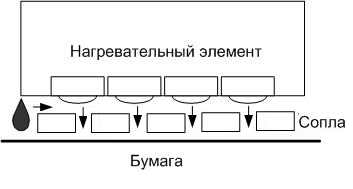 Нагревательный элемент
Сопла
Бумага